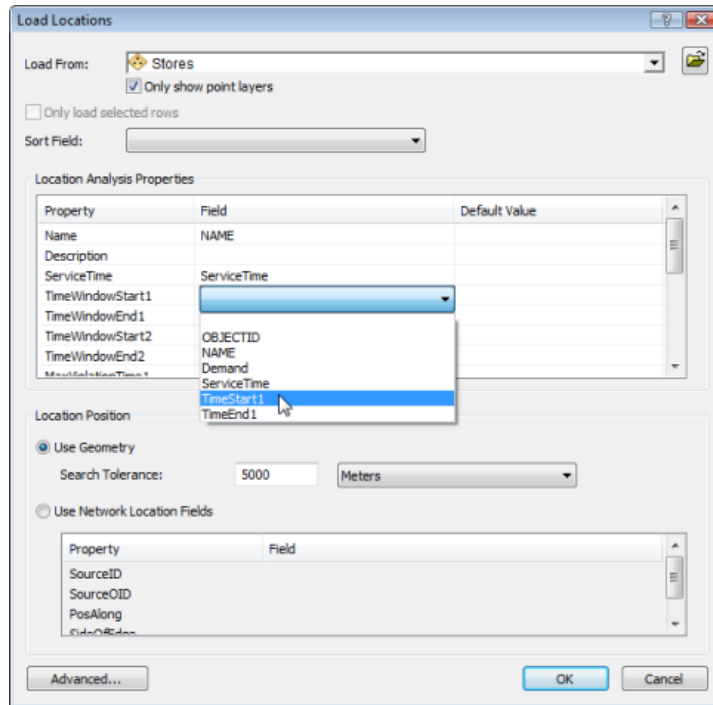 Load Locations
Load From: Stores
Only show point layers
Only load selected rows
Sort Field:
Location Analysis Properties
Property Field Default Value
Name NAME
Description
ServiceTime ServiceTime
TimeWindowStart1
TimeWindowEnd1
TimeWindowStart2
OBJECTID
TimeWindowEnd2
NAME
MaxViolationTime1
Demand
ServiceTime
TimeStart1
TimeEnd1
Location Position
Use Geometry
Search Tolerance: 5000 Meters
Use Network Location Fields
Property Field
SourceID
SourceOID
PosAlong
SideOfEdge
Advanced... OK Cancel